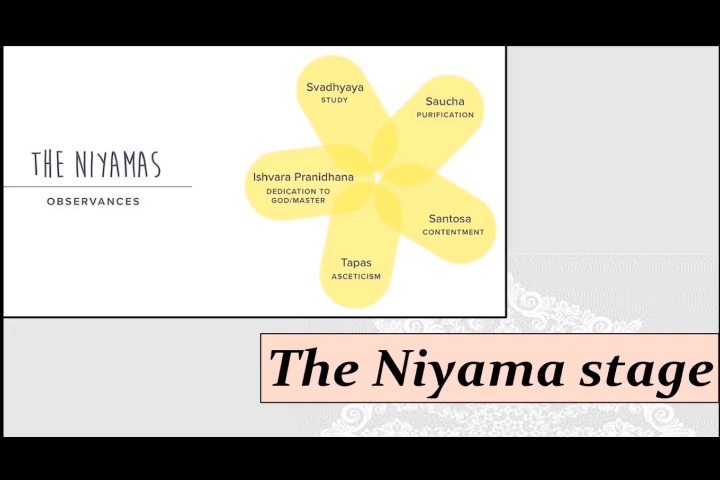 THE NIYAMAS
OBSERVANCES
Svadhyaya
STUDY
Saucha
PURIFICATION
Ishvara Pranidhana
DEDICATION TO
GOD/MASTER
Santosa
CONTENTMENT
Tapas
ASCETICISM
The Niyama stage